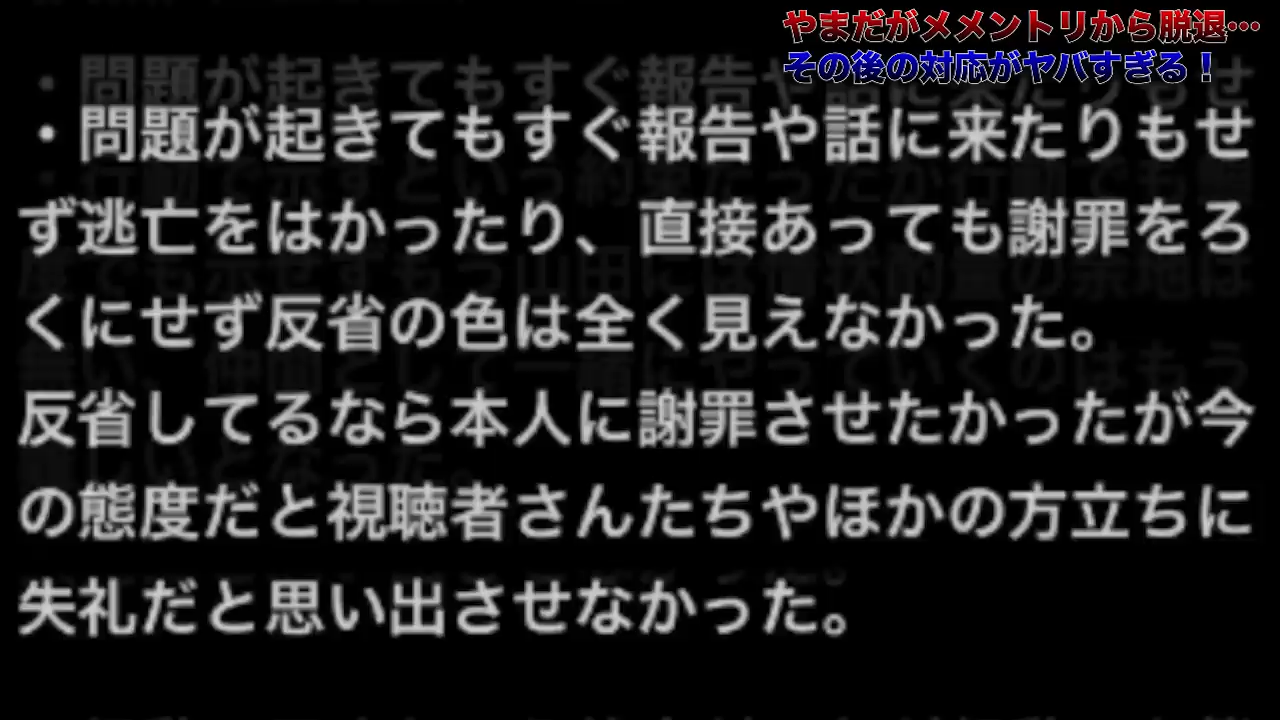 やまだがメメントリから脱退…
その後の対応がヤバすぎる！
・問題が起きてもすぐ報告や話に来たりもせ
ず逃亡をはかったり、直接あっても謝罪をろ
くにせず反省の色は全く見えなかった。
反省してるなら本人に謝罪させたかったが今
の態度だと視聴者さんたちやほかの方立ちに
失礼だと思い出させなかった。